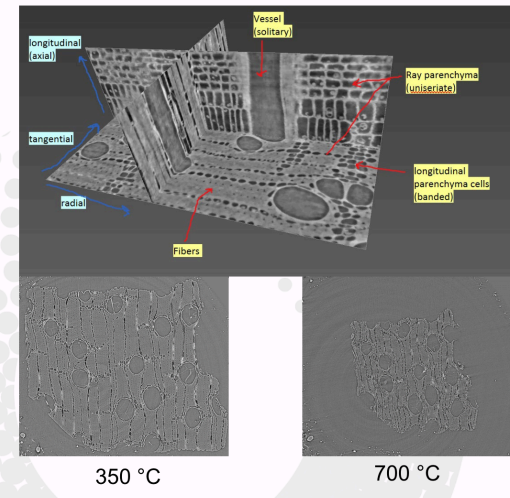 Vessel
(solitary)
longitudinal
(axial)
Ray parenchyma
(uniseriate)
tangential
longitudinal
parenchyma cells
(banded)
radial
Fibers
350 °C
700 °C